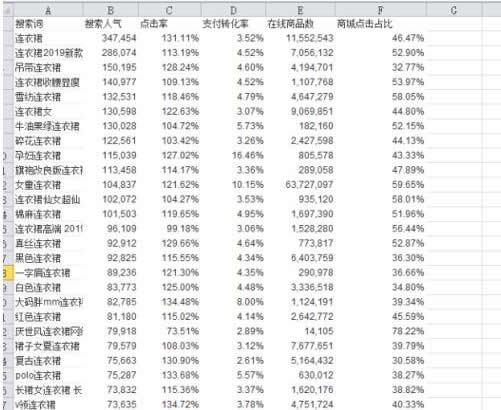 A B C D E F G
搜索词 搜索人气 点击率 支付转化率 在线商品数 商城点击占比
连衣裙 347,454 131.11% 3.52% 11,552,543 46.47%
连衣裙2019新款 286,074 113.19% 4.52% 7,056,132 52.90%
吊带连衣裙 150,195 128.24% 4.60% 4,194,701 32.77%
连衣裙收腰显瘦 140,977 109.13% 4.52% 1,107,768 53.97%
雪纺连衣裙 132,531 118.46% 4.79% 4,647,279 58.05%
连衣裙女 130,598 122.63% 3.07% 9,069,851 44.80%
牛油果绿连衣裙 130,028 104.72% 5.73% 182,160 52.15%
碎花连衣裙 122,561 103.42% 3.26% 2,427,598 44.13%
0 孕妇连衣裙 115,039 127.02% 16.46% 805,578 43.33%
1 旗袍改良版连衣裙 113,458 114.17% 3.36% 289,058 47.89%
2 女童连衣裙 104,837 121.62% 10.15% 63,727,097 59.65%
3 连衣裙仙女超仙 102,072 104.27% 3.53% 935,120 58.01%
4 棉麻连衣裙 101,503 119.65% 4.95% 1,697,390 51.96%
5 连衣裙高端 2019 96,109 99.18% 3.06% 1,528,280 56.44%
6 真丝连衣裙 92,912 129.66% 4.64% 773,817 52.87%
7 黑色连衣裙 92,825 115.55% 4.34% 6,403,759 36.30%
8 一字肩连衣裙 89,236 121.30% 4.35% 290,978 36.66%
9 白色连衣裙 83,773 125.00% 4.48% 3,336,518 34.80%
0 大码胖mm连衣裙 82,785 134.48% 8.00% 1,124,191 39.34%
1 红色连衣裙 81,180 115.02% 4.14% 2,642,772 45.59%
2 厌世风连衣裙网 79,918 73.51% 2.89% 14,105 78.22%
3 裙子女夏连衣裙 79,579 108.03% 3.12% 7,677,651 39.79%
4 复古连衣裙 75,663 130.90% 2.61% 5,164,432 30.58%
5 polo连衣裙 75,287 133.68% 5.57% 630,012 38.27%
6 长裙女连衣裙 长 73,832 115.36% 3.37% 1,620,176 38.82%
7 v领连衣裙 73,635 134.72% 3.78% 4,751,724 40.33%